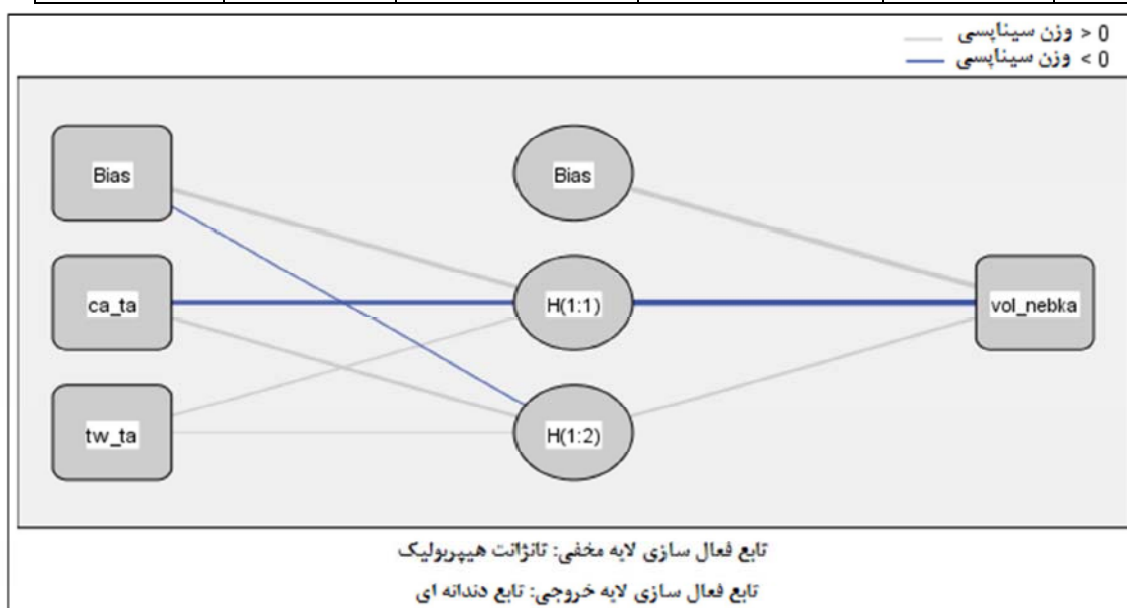 0 < وزن سیناپسی
0 > وزن سیناپسی
Bias
Bias
ca_ta
H(1:1)
vol_nebka
tw_ta
H(1:2)
تابع فعال سازی لایه مخفی: تانژانت هیپربولیک
تابع فعال سازی لایه خروجی: تابع دندانه ای